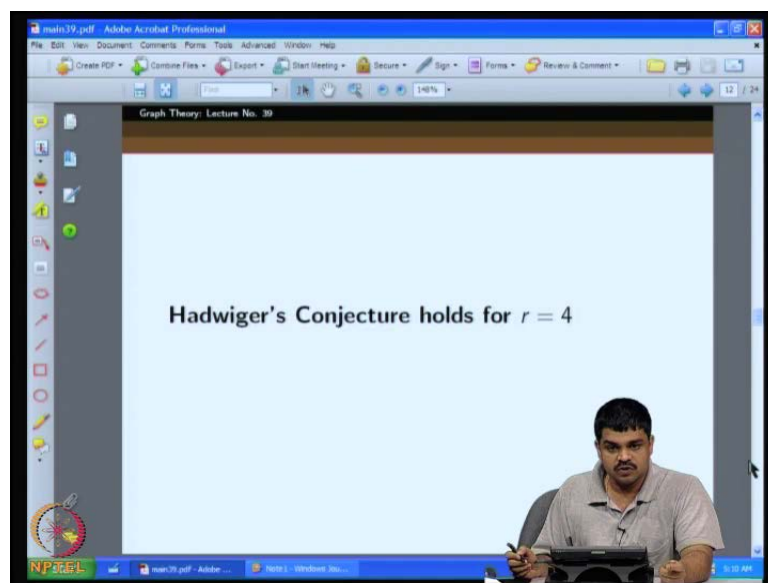 main39.pdf - Adobe Acrobat Professional
File Edit View Document Comments Forms Tools Advanced Window Help
Create PDF Combine Files Export Start Meeting Secure Sign Forms Review & Comment
Find 148% 12 / 24
Graph Theory: Lecture No. 39
Hadwiger's Conjecture holds for r = 4
NPTEL main39.pdf - Adobe ... Note1 - Windows Jou... 5:10 AM